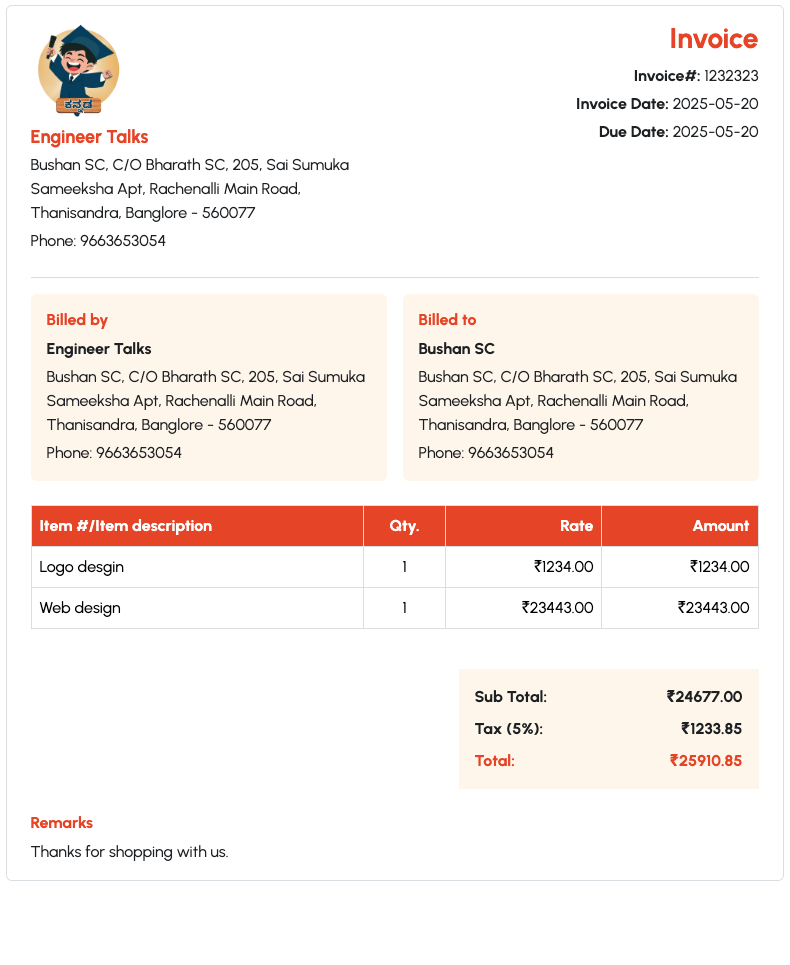 ಕನ್ನಡ
Invoice
Invoice#: 1232323
Invoice Date: 2025-05-20
Due Date: 2025-05-20
Engineer Talks
Bushan SC, C/O Bharath SC, 205, Sai Sumuka
Sameeksha Apt, Rachenalli Main Road,
Thanisandra, Banglore - 560077
Phone: 9663653054
Billed by
Engineer Talks
Bushan SC, C/O Bharath SC, 205, Sai Sumuka
Sameeksha Apt, Rachenalli Main Road,
Thanisandra, Banglore - 560077
Phone: 9663653054
Billed to
Bushan SC
Bushan SC, C/O Bharath SC, 205, Sai Sumuka
Sameeksha Apt, Rachenalli Main Road,
Thanisandra, Banglore - 560077
Phone: 9663653054
Item #/Item description Qty. Rate Amount
Logo desgin 1 ₹1234.00 ₹1234.00
Web design 1 ₹23443.00 ₹23443.00
Sub Total: ₹24677.00
Tax (5%): ₹1233.85
Total: ₹25910.85
Remarks
Thanks for shopping with us.